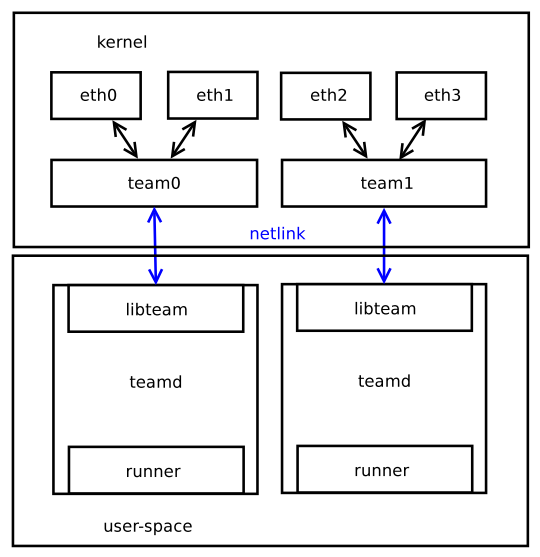 kernel
eth0
eth1
eth2
eth3
team0
team1
netlink
libteam
libteam
teamd
teamd
runner
runner
user-space